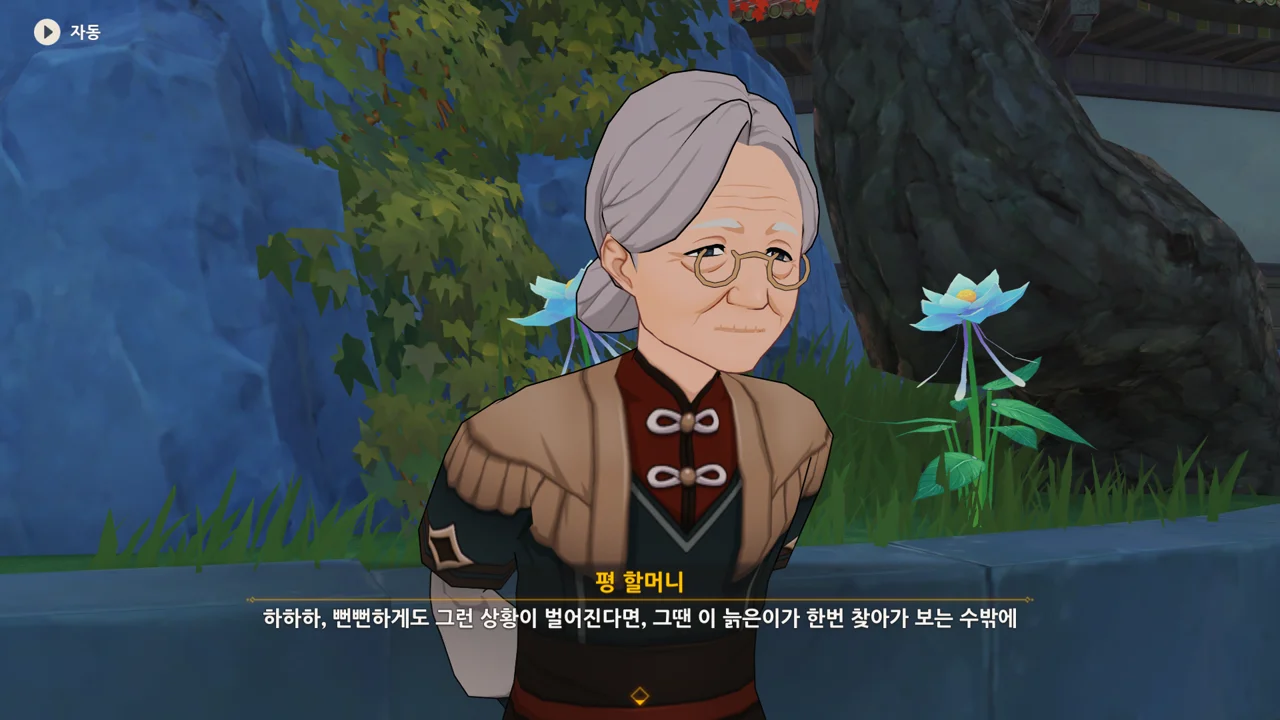 자동
평 할머니
하하하, 뻔뻔하게도 그런 상황이 벌어진다면, 그땐 이 늙은이가 한번 찾아가 보는 수밖에